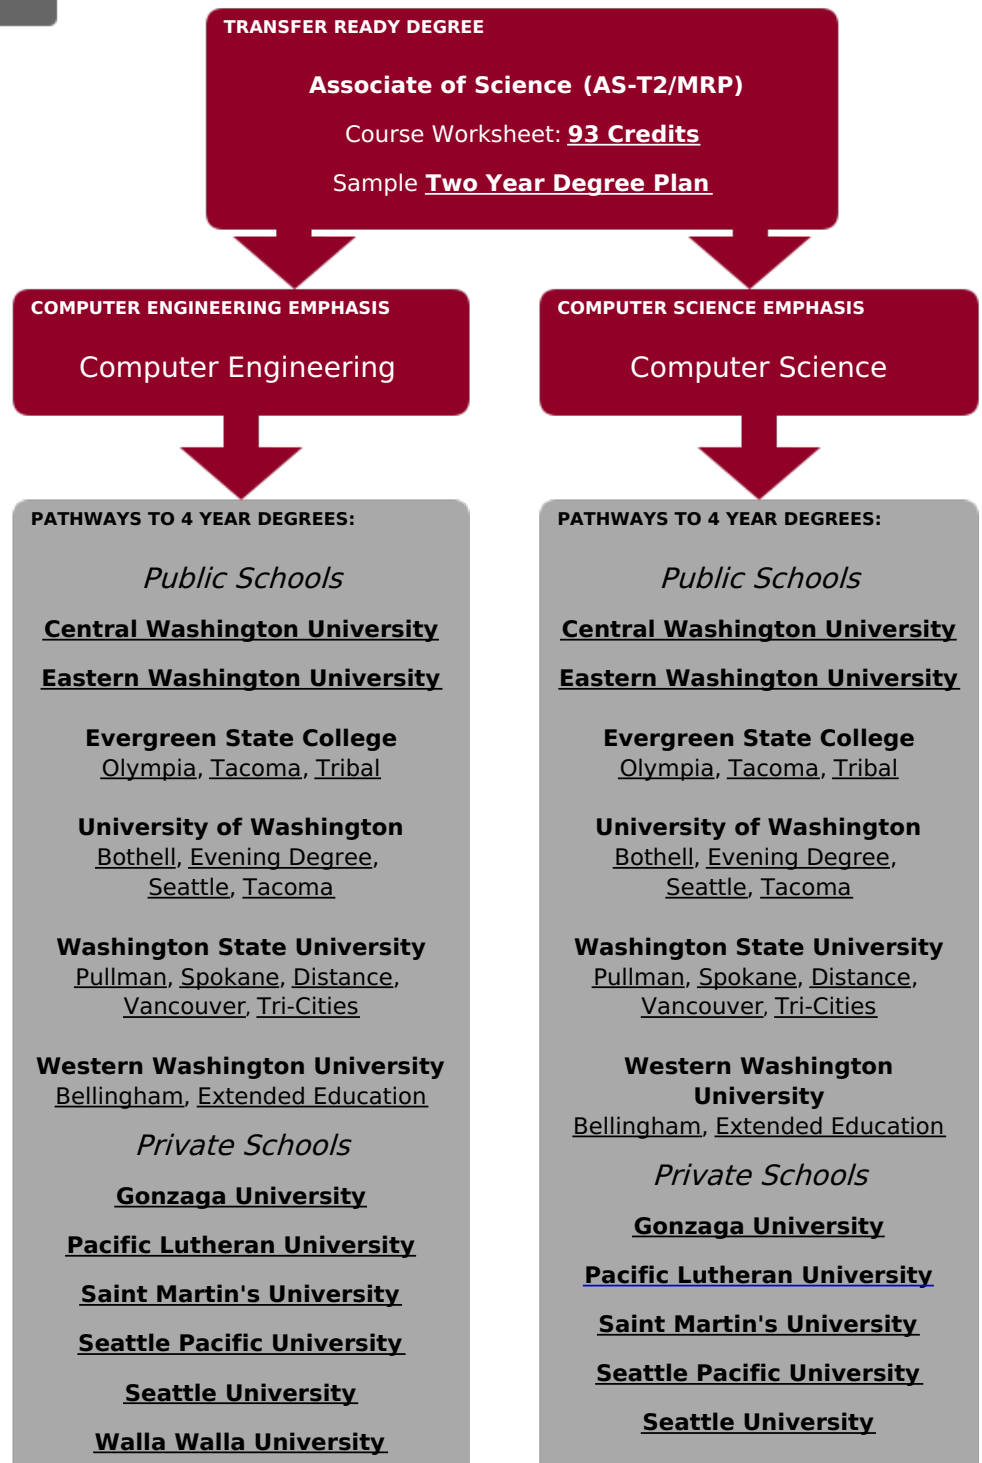 TRANSFER READY DEGREE
Associate of Science (AS-T2/MRP)
Course Worksheet: 93 Credits
Sample Two Year Degree Plan
COMPUTER ENGINEERING EMPHASIS
Computer Engineering
PATHWAYS TO 4 YEAR DEGREES:
Public Schools
Central Washington University
Eastern Washington University
Evergreen State College
Olympia, Tacoma, Tribal
University of Washington
Bothell, Evening Degree,
Seattle, Tacoma
Washington State University
Pullman, Spokane, Distance,
Vancouver, Tri-Cities
Western Washington University
Bellingham, Extended Education
Private Schools
Gonzaga University
Pacific Lutheran University
Saint Martin's University
Seattle Pacific University
Seattle University
Walla Walla University
COMPUTER SCIENCE EMPHASIS
Computer Science
PATHWAYS TO 4 YEAR DEGREES:
Public Schools
Central Washington University
Eastern Washington University
Evergreen State College
Olympia, Tacoma, Tribal
University of Washington
Bothell, Evening Degree,
Seattle, Tacoma
Washington State University
Pullman, Spokane, Distance,
Vancouver, Tri-Cities
Western Washington
University
Bellingham, Extended Education
Private Schools
Gonzaga University
Pacific Lutheran University
Saint Martin's University
Seattle Pacific University
Seattle University